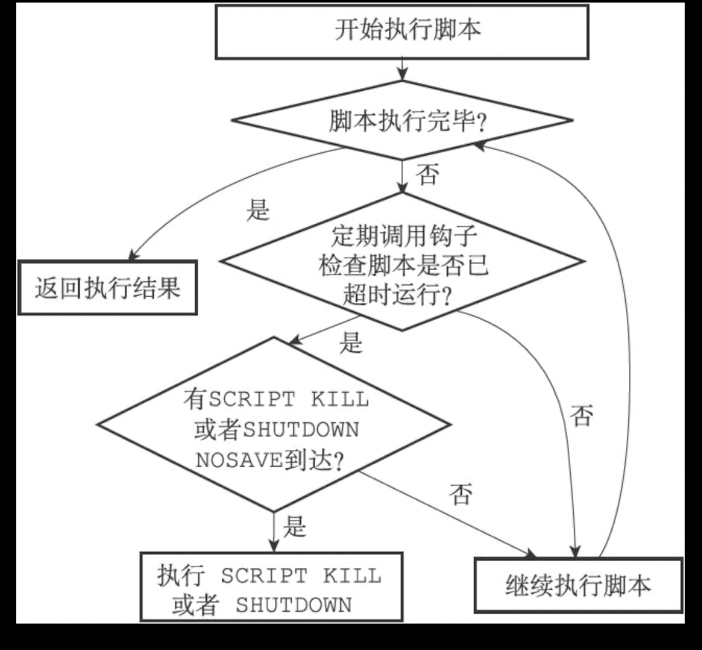 开始执行脚本
脚本执行完毕?
否
是
定期调用钩子
检查脚本是否已
超时运行?
返回执行结果
是
有SCRIPT KILL
或者SHUTDOWN
NOSAVE到达?
否
否
是
执行 SCRIPT KILL
或者 SHUTDOWN
继续执行脚本